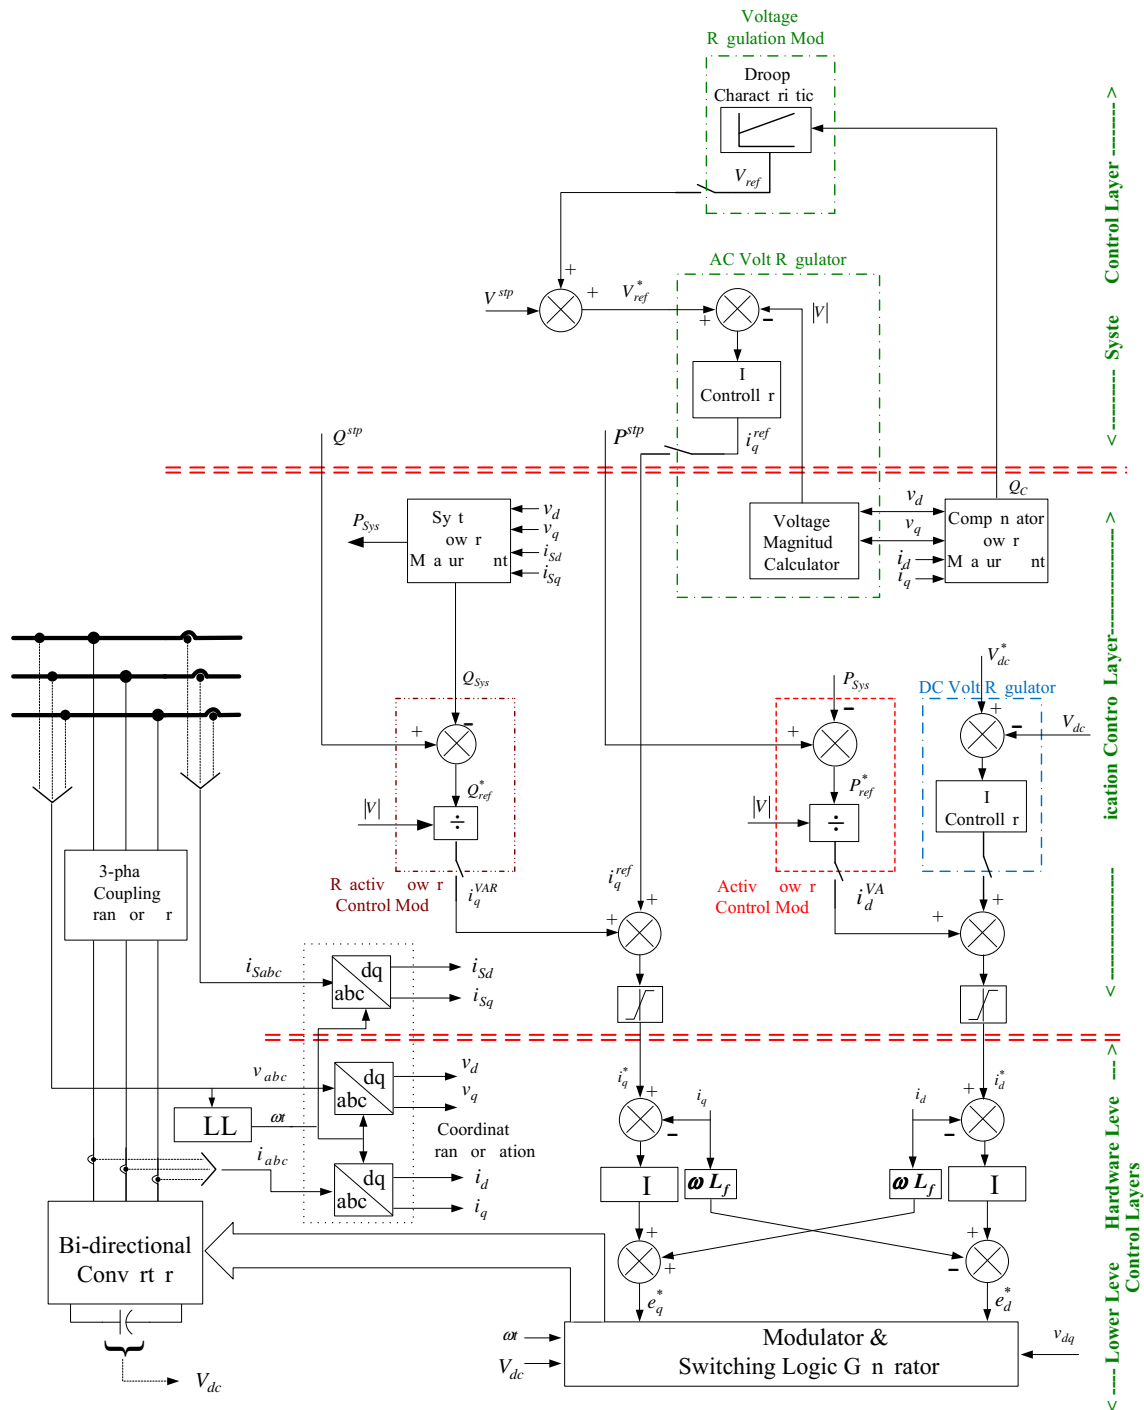 Voltage
R gulation Mod
Droop
Charact ri tic
V_ref
AC Volt R gulator
V^stp
+
+
V*_ref
+
−
|V|
I
Controll r
Q^stp
P^stp
i_q^ref
Q_C
P_Sys
Sy t
ow r
M a ur nt
v_d
v_q
i_Sd
i_Sq
Voltage
Magnitud
Calculator
v_d
v_q
i_d
i_q
Comp n ator
ow r
M a ur nt
Q_Sys
P_Sys
V*_dc
DC Volt R gulator
+
−
+
−
+
−
V_dc
Q*_ref
P*_ref
|V|
÷
|V|
÷
I
Controll r
3-pha
Coupling
ran or r
R activ ow r
Control Mod
i_q^VAR
i_q^ref
Activ ow r
Control Mod
i_d^VA
+
+
+
+
i_Sabc
dq
abc
i_Sd
i_Sq
v_abc
dq
abc
v_d
v_q
LL
ωt
Coordinat
ran or ation
i_abc
dq
abc
i_d
i_q
i*_q
+
−
i_q
i_d
i*_d
+
−
I
ω L_f
ω L_f
I
+
+
+
−
e*_q
e*_d
Bi-directional
Conv rt r
V_dc
ωt
V_dc
Modulator &
Switching Logic G n rator
v_dq
<------- Syste Control Layer ------>
<---------- ication Contro Layer---------->
<---- Lower Leve Hardware Leve --->
Control Layers